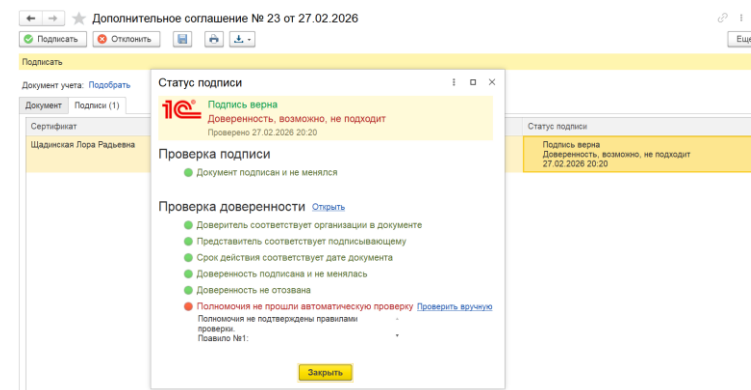 Дополнительное соглашение № 23 от 27.02.2026
Подписать Отклонить Еще
Подписать
Документ учета: Подобрать
Документ Подписи (1)
Сертификат Статус подписи
Щадинская Лора Радьевна Подпись верна
Доверенность, возможно, не подходит
27.02.2026 20:20
Статус подписи
1С Подпись верна
Доверенность, возможно, не подходит
Проверено 27.02.2026 20:20
Проверка подписи
Документ подписан и не менялся
Проверка доверенности Открыть
Доверитель соответствует организации в документе
Представитель соответствует подписывающему
Срок действия соответствует дате документа
Доверенность подписана и не менялась
Доверенность не отозвана
Полномочия не прошли автоматическую проверку Проверить вручную
Полномочия не подтверждены правилами -
проверки.
Правило №1: *
Закрыть